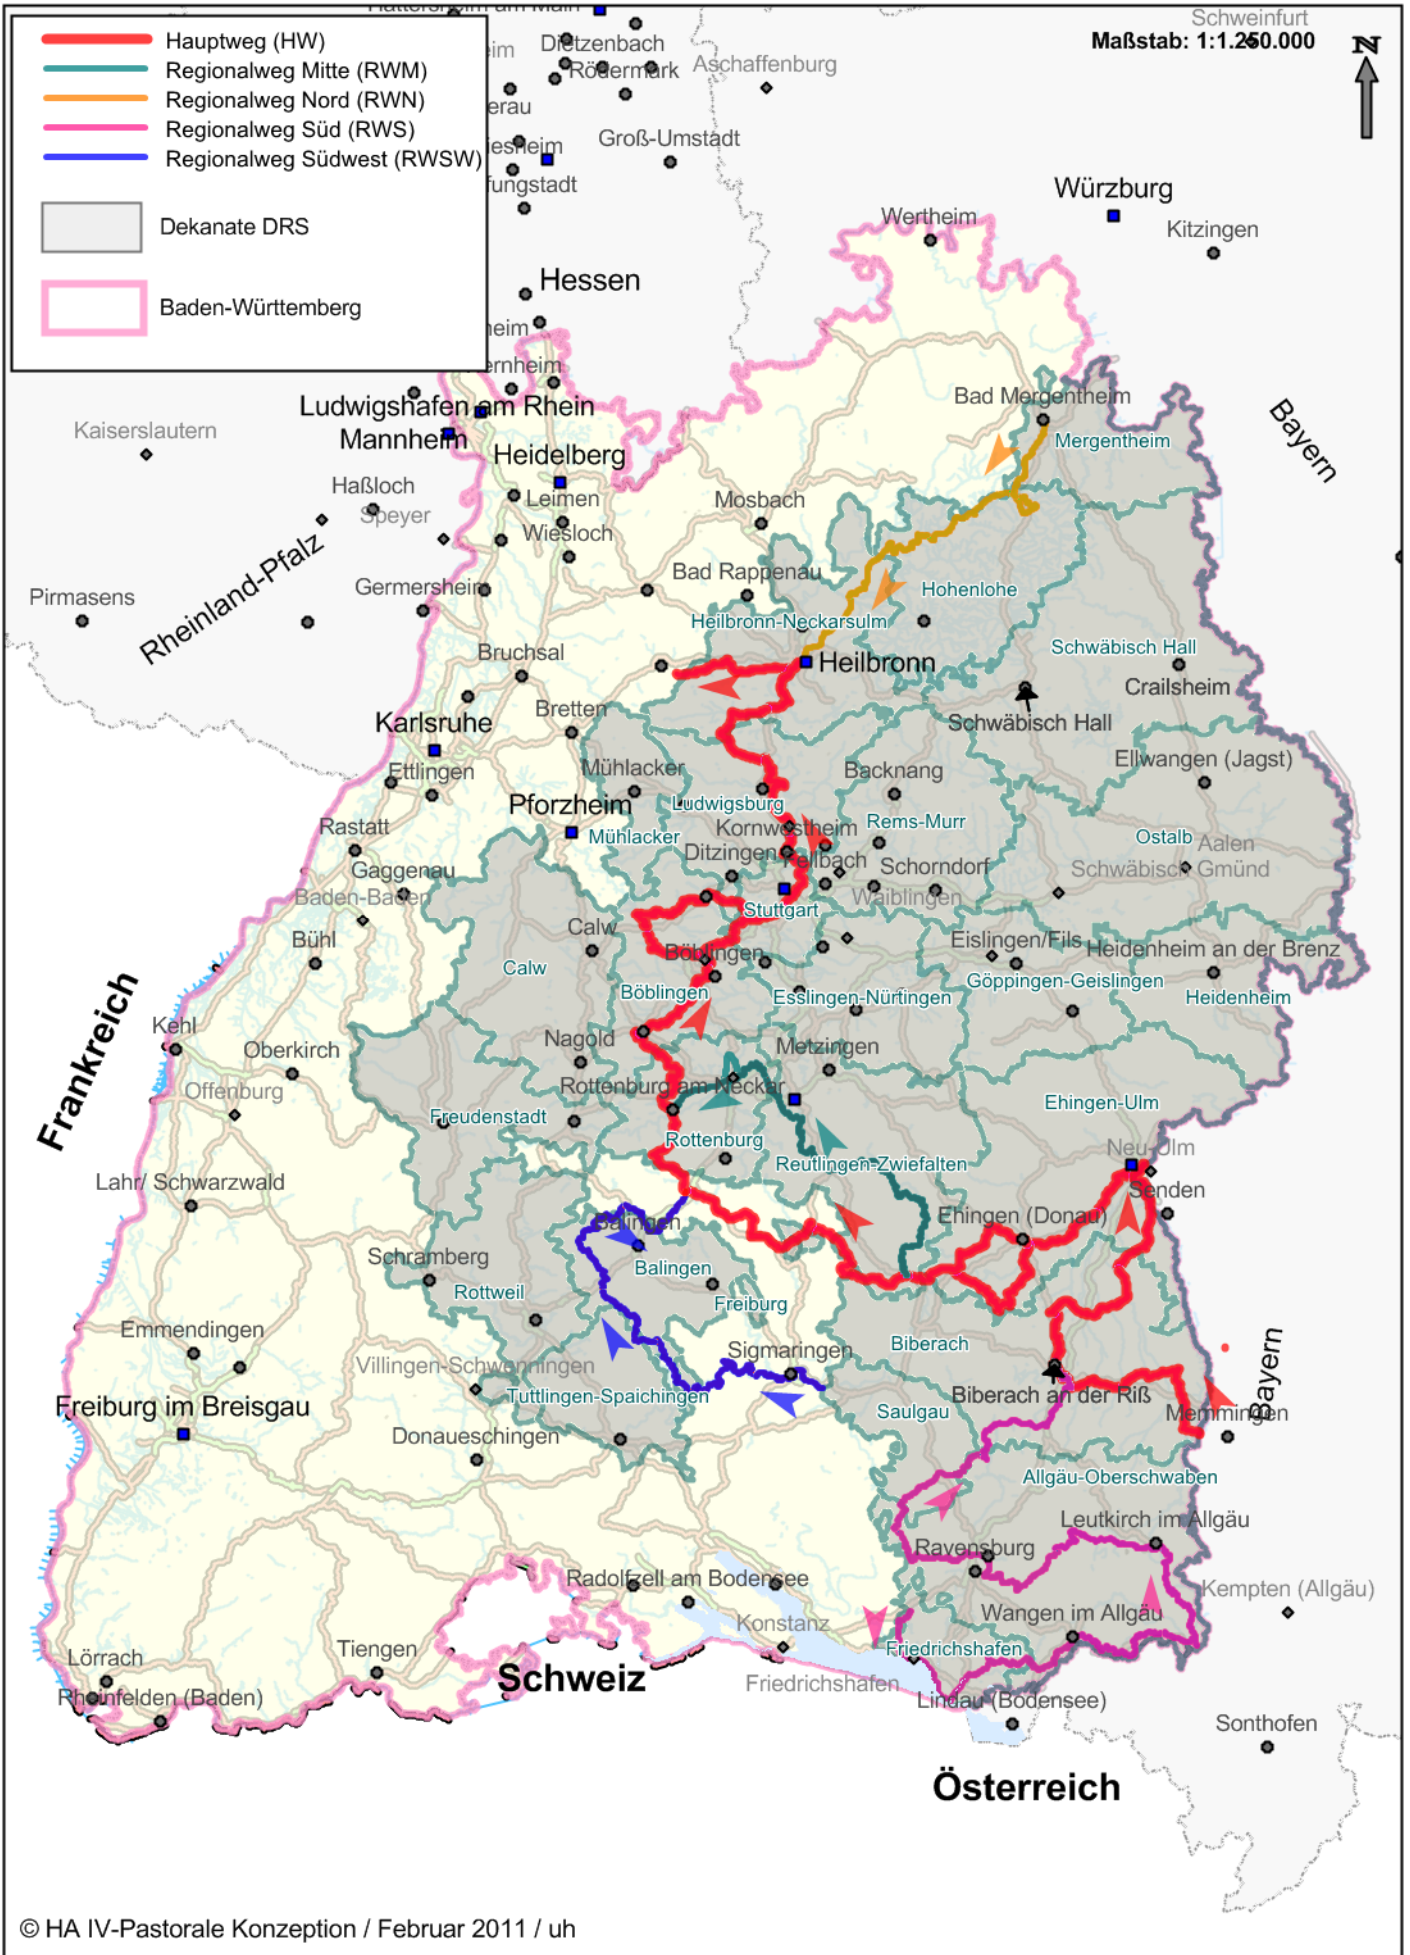 Hauptweg (HW)
Regionalweg Mitte (RWM)
Regionalweg Nord (RWN)
Regionalweg Süd (RWS)
Regionalweg Südwest (RWSW)
Dekanate DRS
Baden-Württemberg
Schweinfurt
Maßstab: 1:1.250.000
N
Dietzenbach
Rödermark
Aschaffenburg
Groß-Umstadt
Würzburg
Wertheim
Kitzingen
Hessen
Ludwigshafen am Rhein
Mannheim
Kaiserslautern
Heidelberg
Bad Mergentheim
Mergentheim
Bayern
Haßloch
Speyer
Leimen
Wiesloch
Mosbach
Rheinland-Pfalz
Pirmasens
Germersheim
Bad Rappenau
Hohenlohe
Heilbronn-Neckarsulm
Bruchsal
Heilbronn
Schwäbisch Hall
Crailsheim
Schwäbisch Hall
Karlsruhe
Bretten
Ettlingen
Mühlacker
Backnang
Ellwangen (Jagst)
Pforzheim
Ludwigsburg
Rastatt
Mühlacker
Kornwestheim
Rems-Murr
Ostalb
Aalen
Gaggenau
Ditzingen
Fellbach
Schorndorf
Schwäbisch Gmünd
Baden-Baden
Waiblingen
Stuttgart
Bühl
Calw
Calw
Böblingen
Eislingen/Fils
Heidenheim an der Brenz
Böblingen
Esslingen-Nürtingen
Göppingen-Geislingen
Heidenheim
Frankreich
Kehl
Oberkirch
Nagold
Metzingen
Offenburg
Rottenburg am Neckar
Ehingen-Ulm
Freudenstadt
Rottenburg
Reutlingen-Zwiefalten
Neu-Ulm
Lahr/ Schwarzwald
Senden
Balingen
Ehingen (Donau)
Schramberg
Balingen
Rottweil
Freiburg
Emmendingen
Biberach
Bayern
Villingen-Schwenningen
Sigmaringen
Tuttlingen-Spaichingen
Biberach an der Riß
Freiburg im Breisgau
Saulgau
Memmingen
Donaueschingen
Allgäu-Oberschwaben
Leutkirch im Allgäu
Ravensburg
Radolfzell am Bodensee
Kempten (Allgäu)
Konstanz
Wangen im Allgäu
Lörrach
Tiengen
Friedrichshafen
Schweiz
Friedrichshafen
Rheinfelden (Baden)
Lindau (Bodensee)
Sonthofen
Österreich
© HA IV-Pastorale Konzeption / Februar 2011 / uh